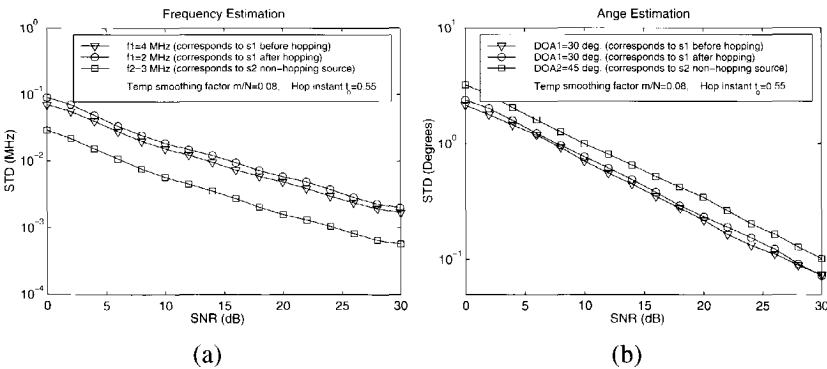 Frequency Estimation
10^0
f1=4 MHz (corresponds to s1 before hopping)
f1=2 MHz (corresponds to s1 after hopping)
f2=3 MHz (corresponds to s2 non-hopping source)
Temp smoothing factor m/N=0.08, Hop instant t_0=0.55
10^-1
10^-2
10^-3
10^-4
STD (MHz)
0 5 10 15 20 25 30
SNR (dB)
(a)
Ange Estimation
10^1
DOA1=30 deg. (corresponds to s1 before hopping)
DOA1=30 deg. (corresponds to s1 after hopping)
DOA2=45 deg. (corresponds to s2 non-hopping source)
Temp smoothing factor m/N=0.08, Hop instant t_0=0.55
10^0
10^-1
STD (Degrees)
0 5 10 15 20 25 30
SNR (dB)
(b)